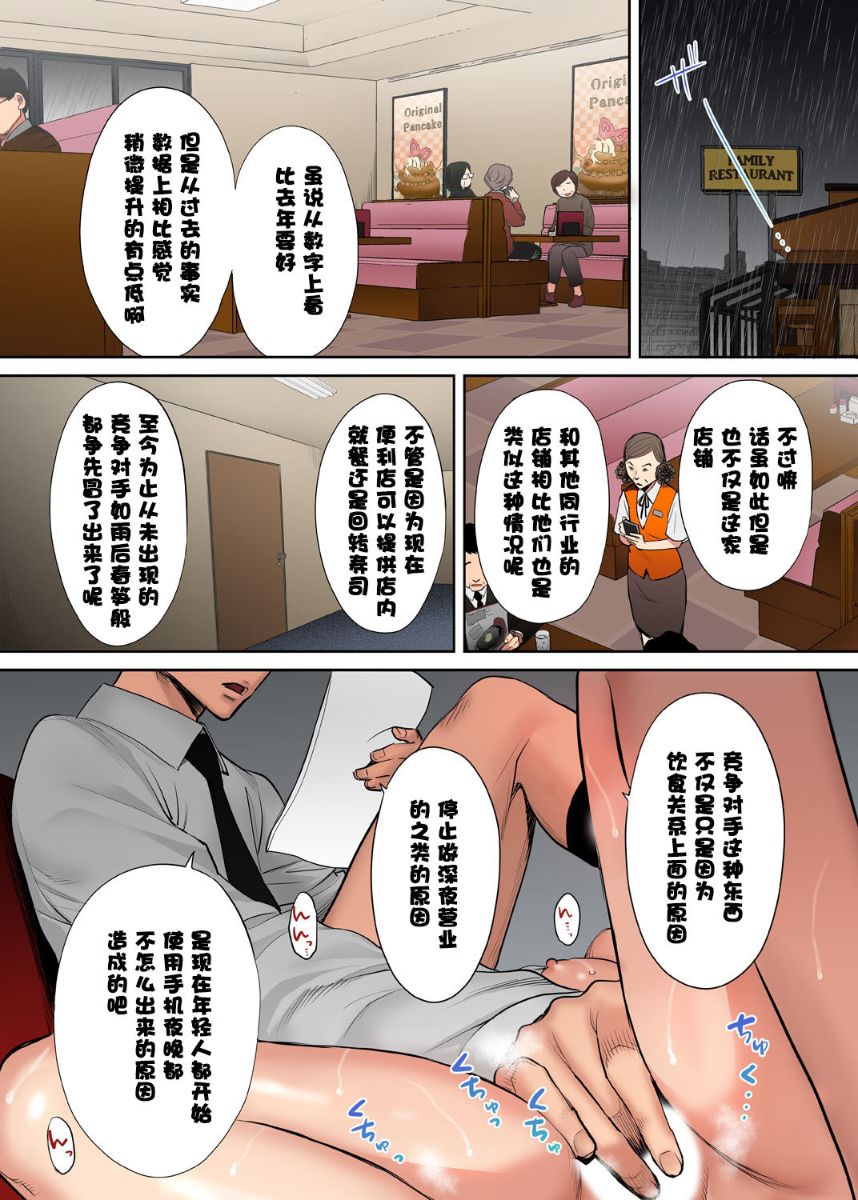 FAMILY
RESTAURANT
ザ
Original
Pancake
Original
Pancake
虽说从数字上看
比去年要好
但是从过去的事实
数据上相比感觉
稍微提升的有点低啊
不过嘛
话虽如此但是
也不仅是这家
店铺
和其他同行业的
店铺相比他们也是
类似这种情况呢
不管是因为现在
便利店可以提供店内
就餐还是回转寿司
至今为止从未出现的
竞争对手如雨后春笋般
都争先冒了出来了呢
竞争对手这种东西
不仅是只是因为
饮食关系上面的原因
停止做深夜营业
的之类的原因
是现在年轻人都开始
使用手机夜晚都
不怎么出来的原因
造成的吧
ん…
んっ
んっ
ちゅく…
くちゅ
くちゅっ